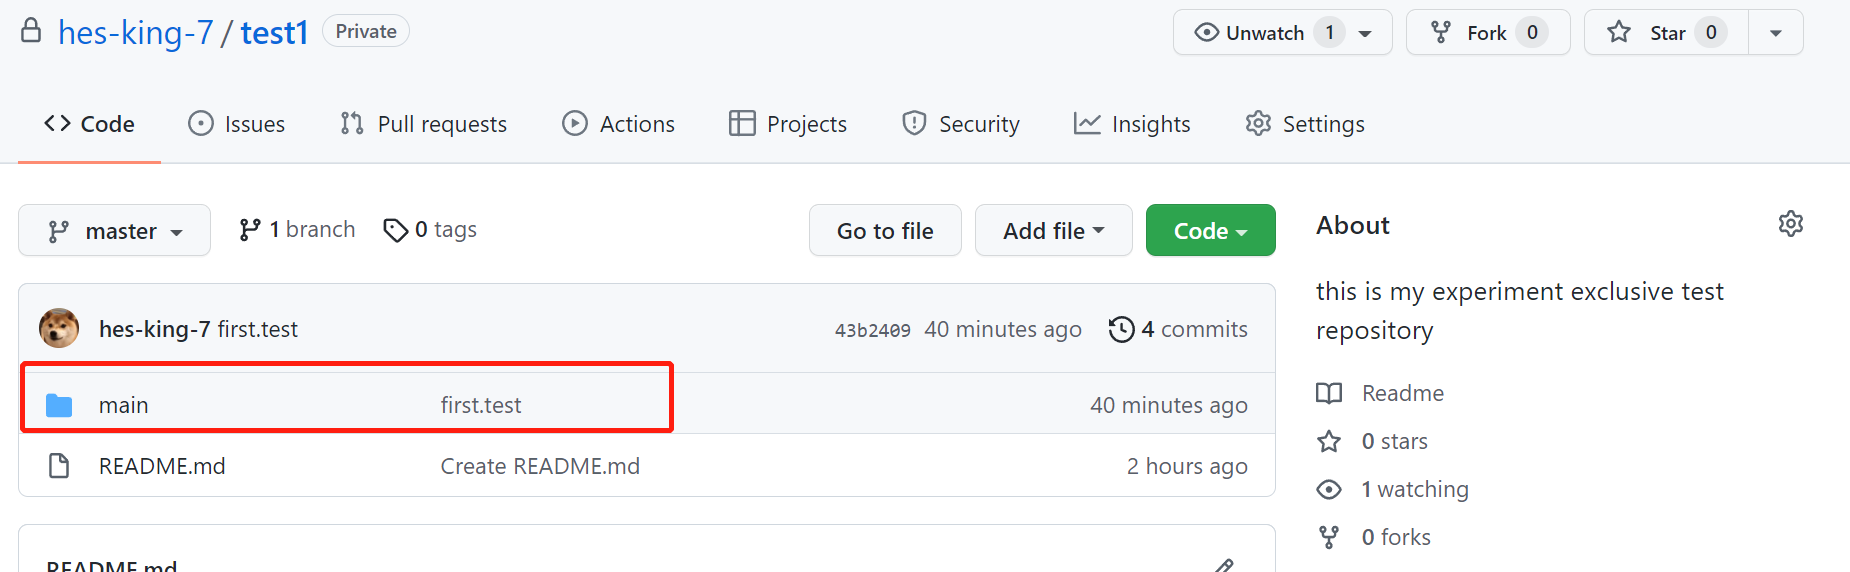 hes-king-7 / test1 Private
Unwatch 1 Fork 0 Star 0
Code Issues Pull requests Actions Projects Security Insights Settings
master 1 branch 0 tags Go to file Add file Code
hes-king-7 first.test 43b2409 40 minutes ago 4 commits
main first.test 40 minutes ago
README.md Create README.md 2 hours ago
README.md
About
this is my experiment exclusive test
repository
Readme
0 stars
1 watching
0 forks